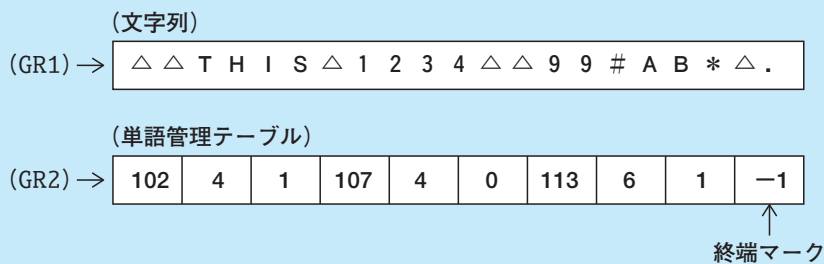 (文字列)
(GR1)→ △△THIS△1234△△99#AB*△.
(単語管理テーブル)
(GR2)→ 102 4 1 107 4 0 113 6 1 −1
終端マーク